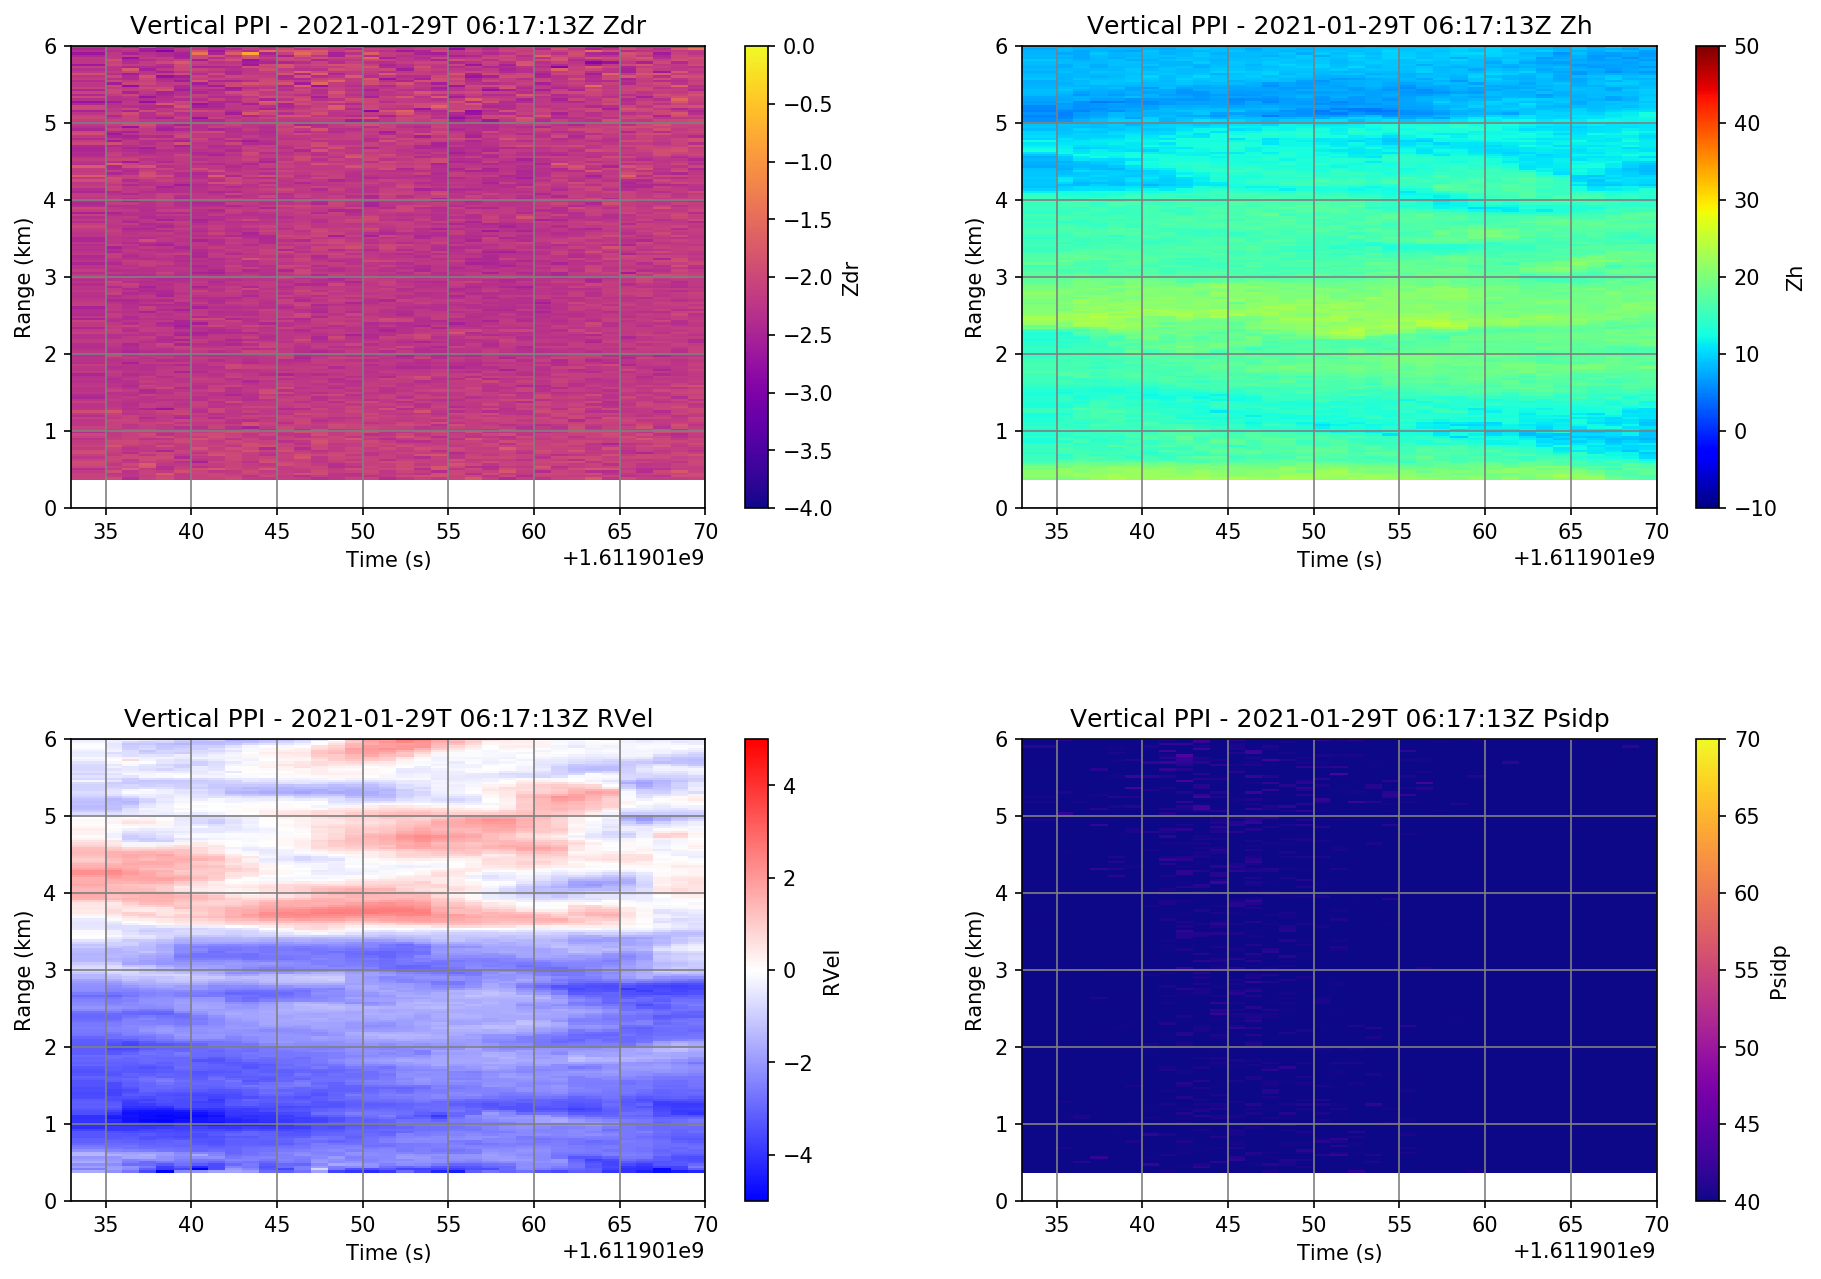 Vertical PPI - 2021-01-29T 06:17:13Z Zdr
6
5
4
3
2
1
0
Range (km)
35 40 45 50 55 60 65 70
Time (s)
+1.611901e9
0.0
−0.5
−1.0
−1.5
−2.0
−2.5
−3.0
−3.5
−4.0
Zdr
Vertical PPI - 2021-01-29T 06:17:13Z Zh
6
5
4
3
2
1
0
Range (km)
35 40 45 50 55 60 65 70
Time (s)
+1.611901e9
50
40
30
20
10
0
−10
Zh
Vertical PPI - 2021-01-29T 06:17:13Z RVel
6
5
4
3
2
1
0
Range (km)
35 40 45 50 55 60 65 70
Time (s)
+1.611901e9
4
2
0
−2
−4
RVel
Vertical PPI - 2021-01-29T 06:17:13Z Psidp
6
5
4
3
2
1
0
Range (km)
35 40 45 50 55 60 65 70
Time (s)
+1.611901e9
70
65
60
55
50
45
40
Psidp